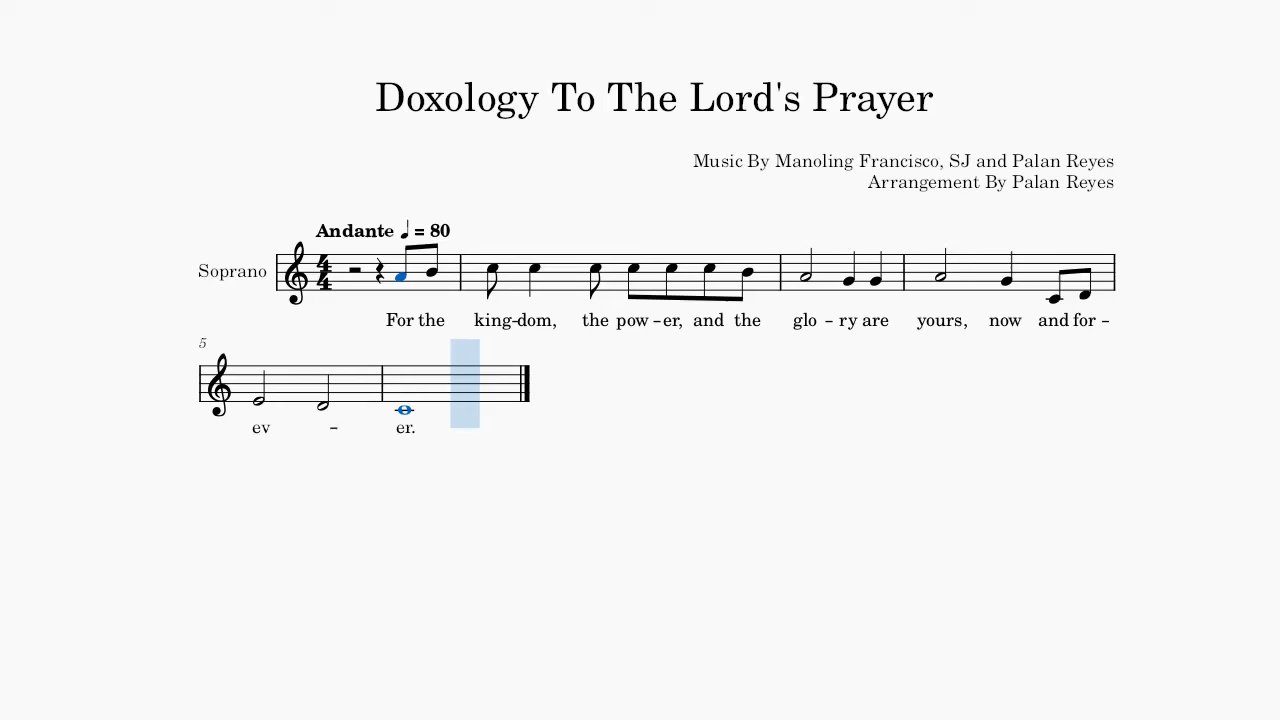 Doxology To The Lord's Prayer
Music By Manoling Francisco, SJ and Palan Reyes
Arrangement By Palan Reyes
Andante ♩ = 80
Soprano
4
4
For the king-dom, the pow-er, and the glo-ry are yours, now and for-
5
ev - er.